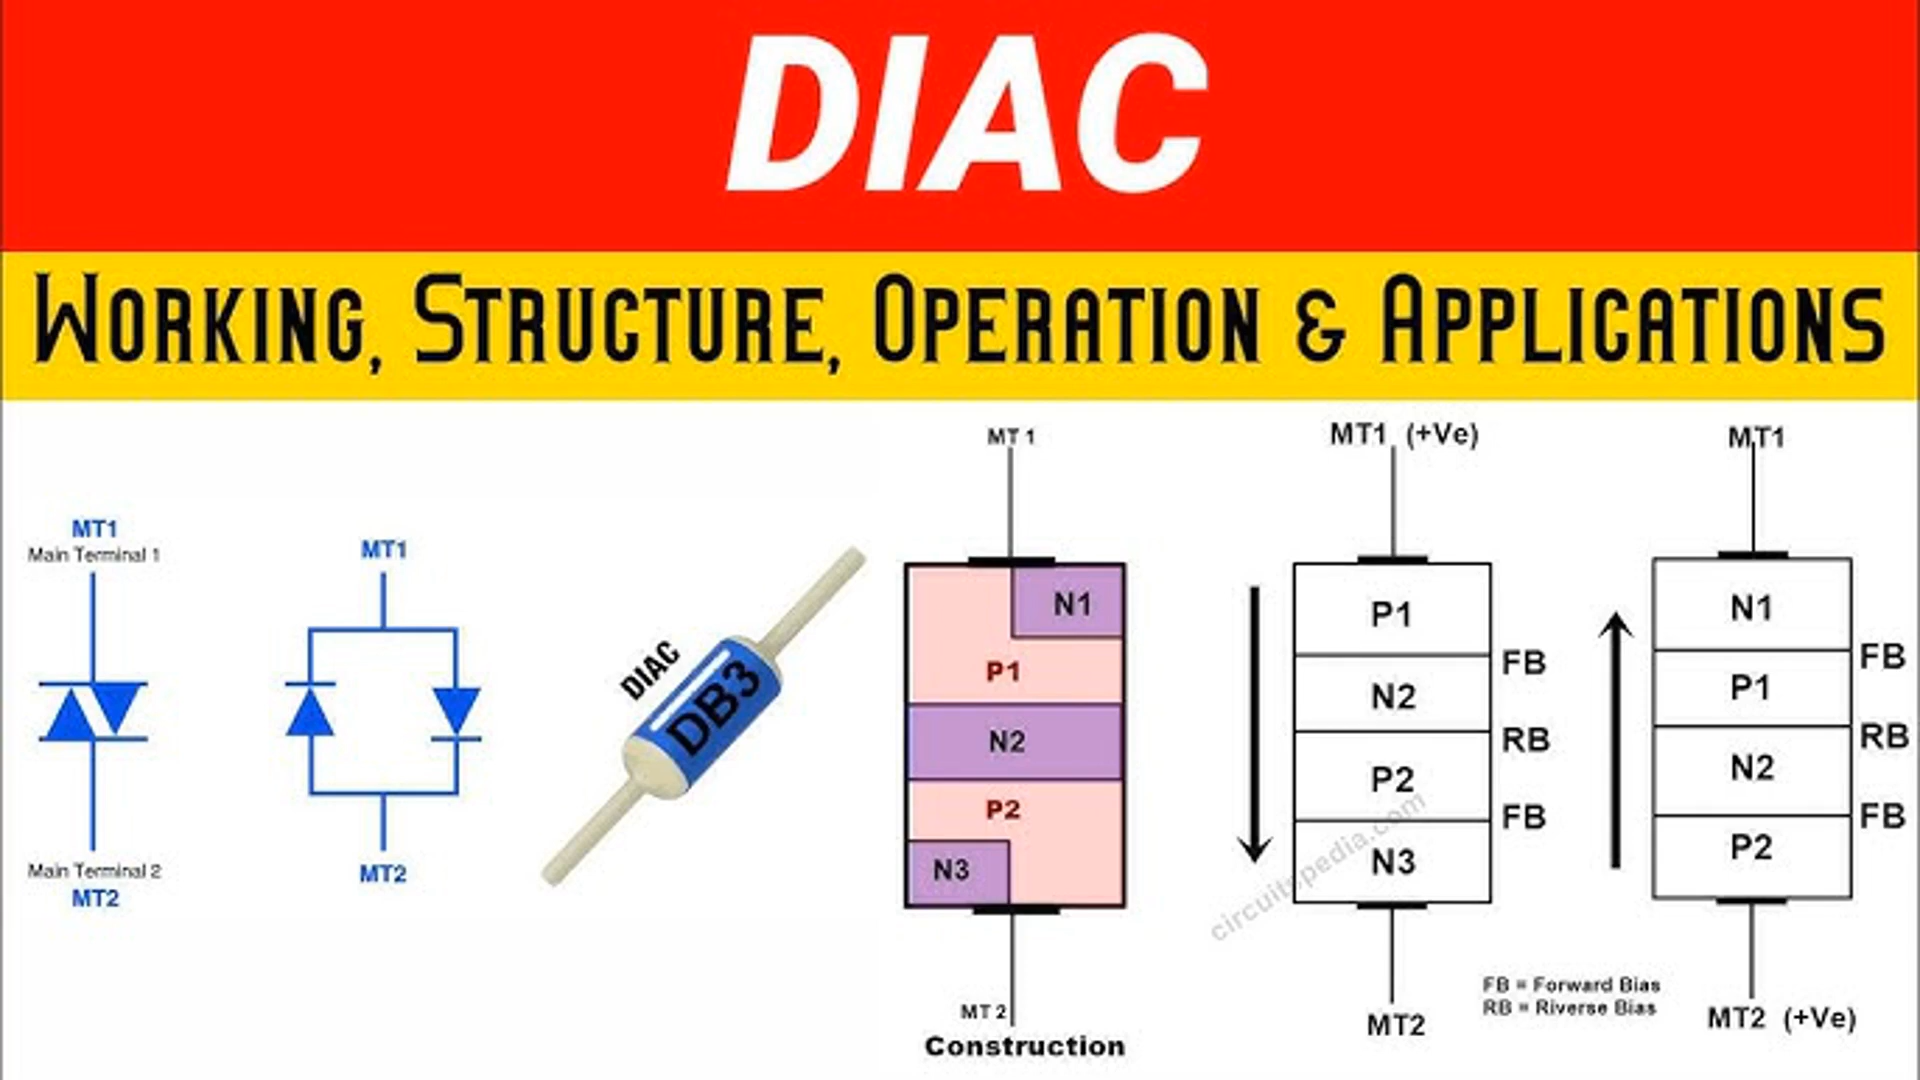 DIAC
WORKING, STRUCTURE, OPERATION & APPLICATIONS
MT1
Main Terminal 1
Main Terminal 2
MT2
MT1
MT2
DIAC
DB3
MT 1
N1
P1
N2
P2
N3
MT 2
Construction
MT1 (+Ve)
P1
N2
P2
N3
FB
RB
FB
MT2
circuitspedia.com
MT1
N1
P1
N2
P2
FB
RB
FB
MT2 (+Ve)
FB = Forward Bias
RB = Riverse Bias